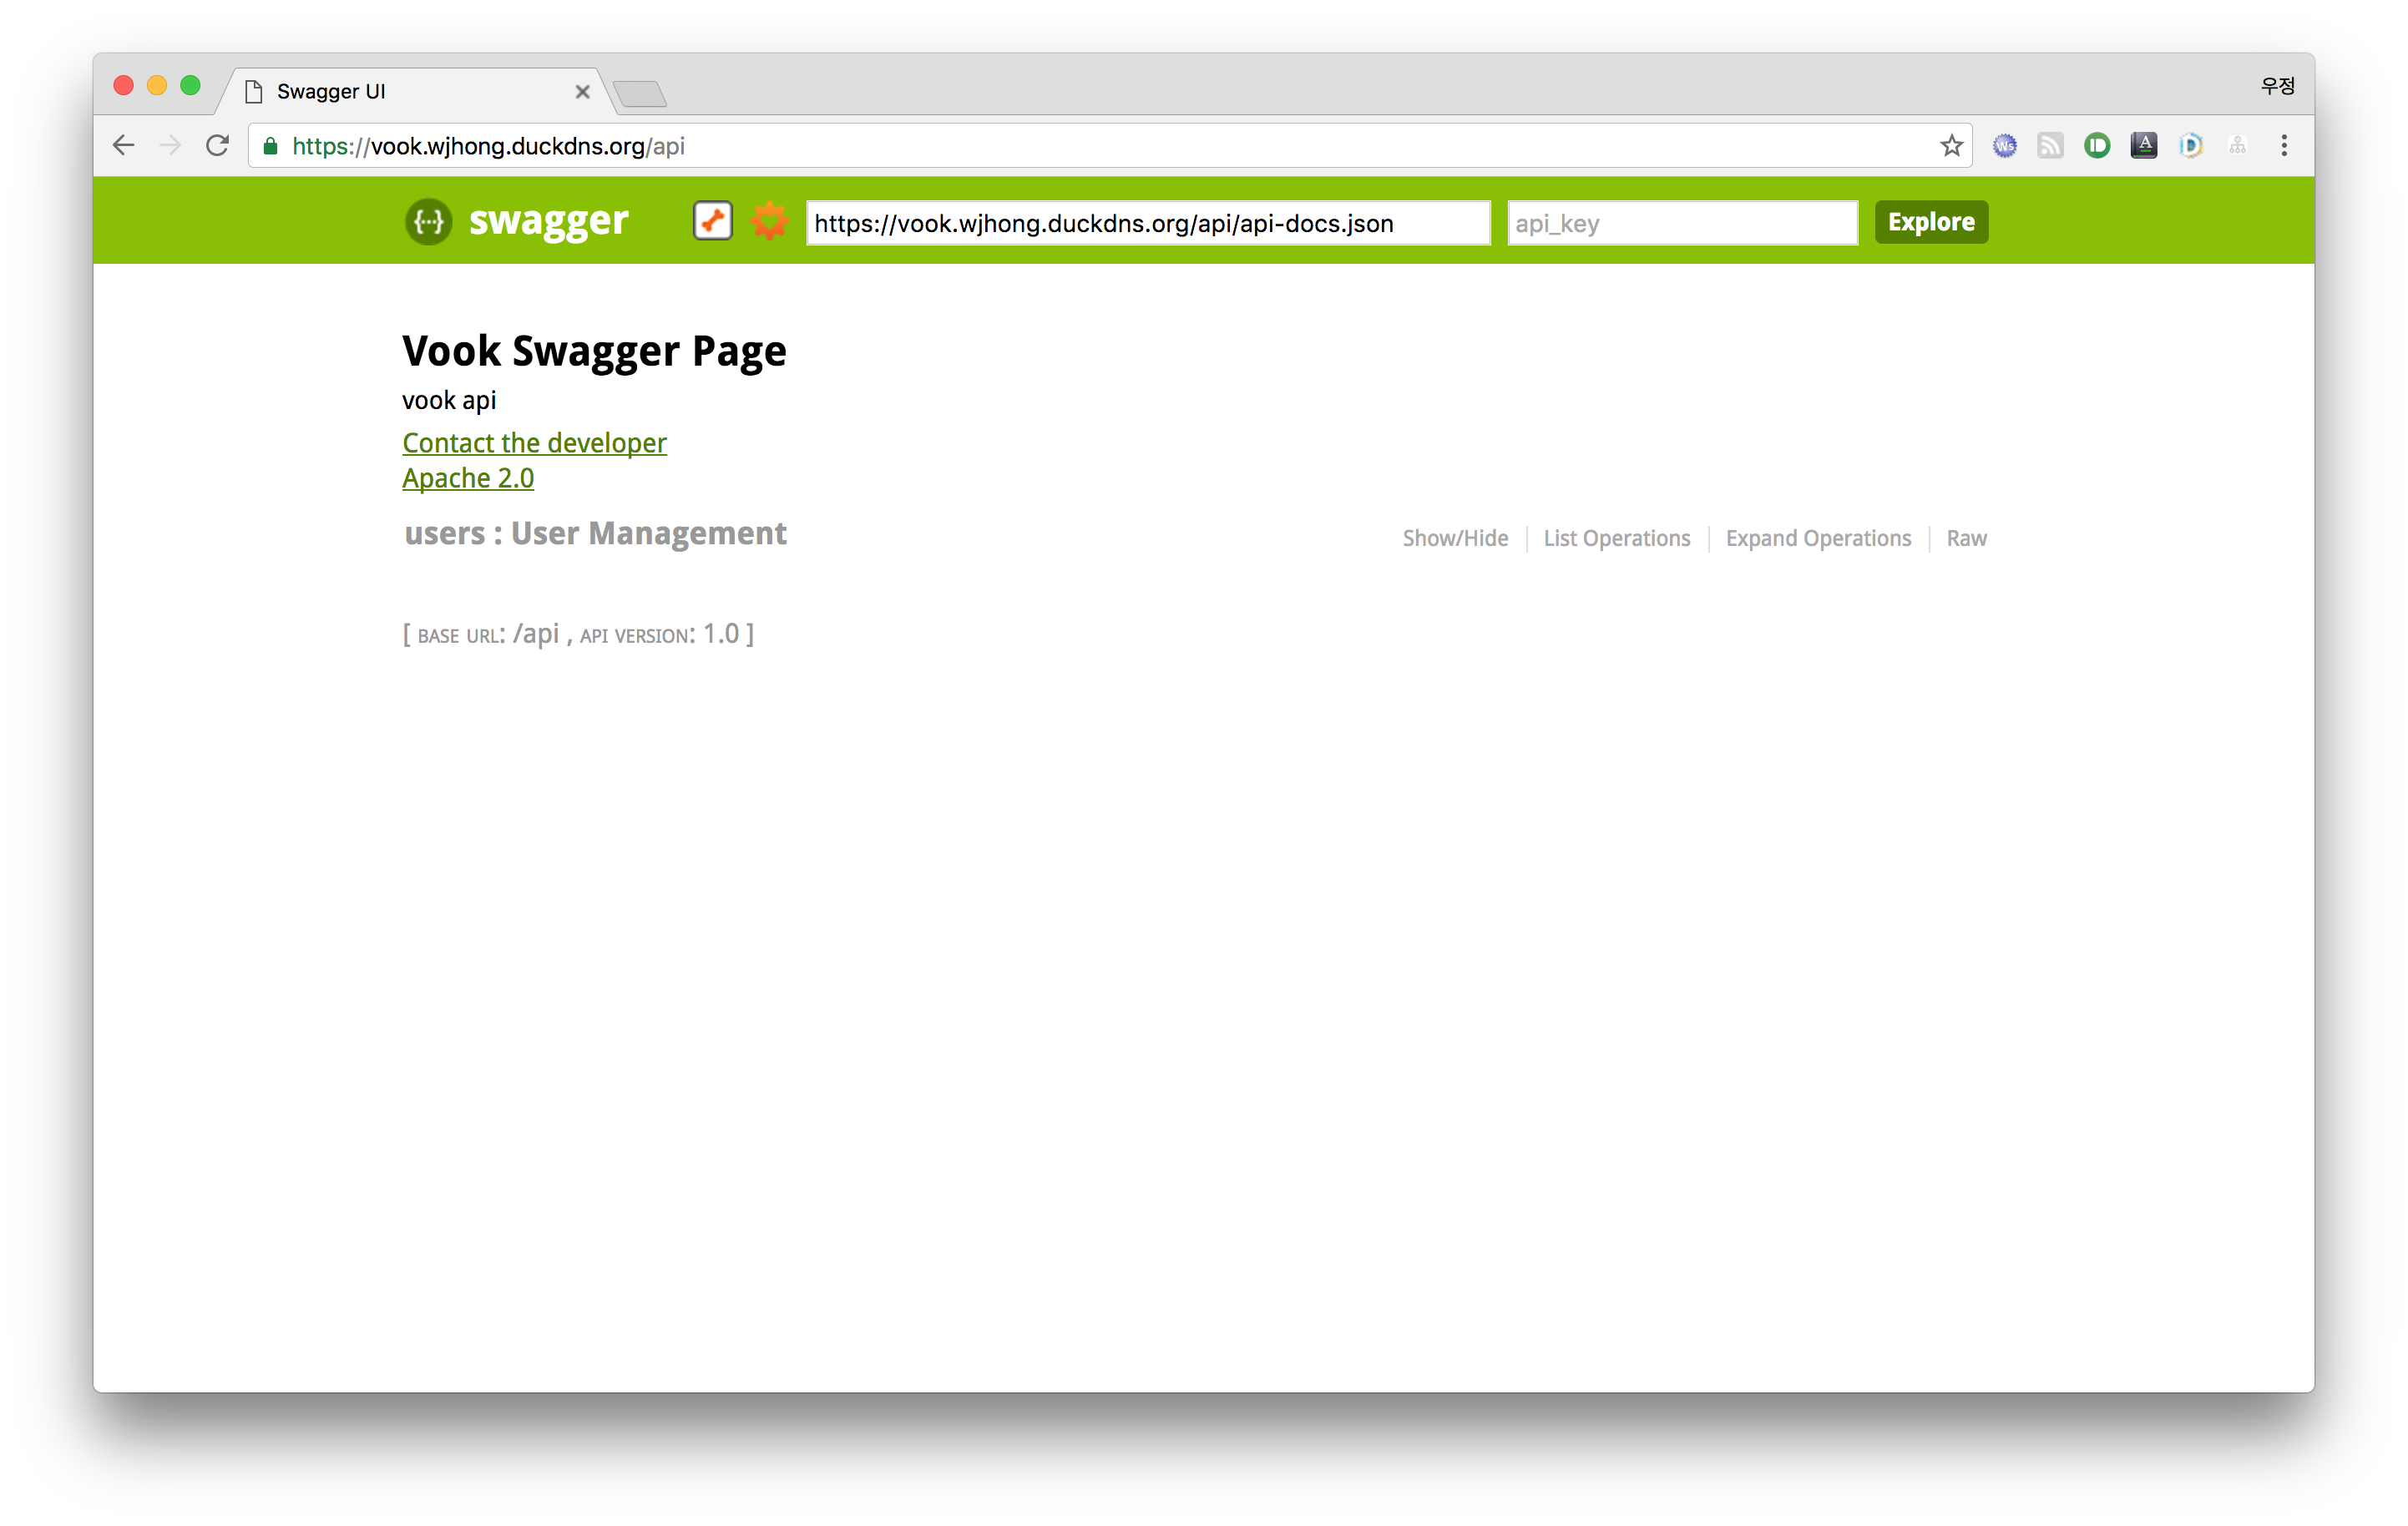 Swagger UI
우정
https://vook.wjhong.duckdns.org/api
{···} swagger https://vook.wjhong.duckdns.org/api/api-docs.json api_key Explore
Ws A D
Vook Swagger Page
vook api
Contact the developer
Apache 2.0
users : User Management Show/Hide List Operations Expand Operations Raw
[ BASE URL: /api , API VERSION: 1.0 ]